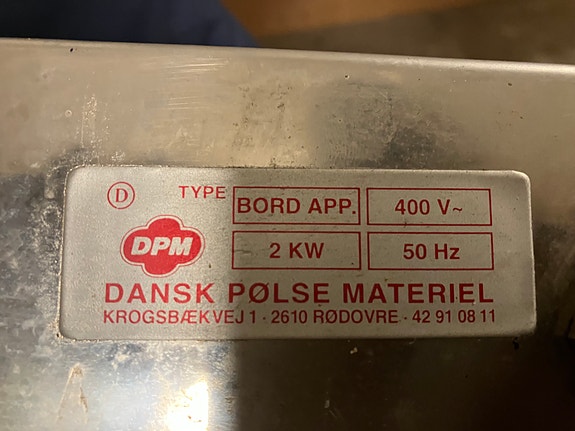 D TYPE BORD APP. 400 V~
DPM 2 KW 50 Hz
DANSK PØLSE MATERIEL
KROGSBÆKVEJ 1 · 2610 RØDOVRE · 42 91 08 11